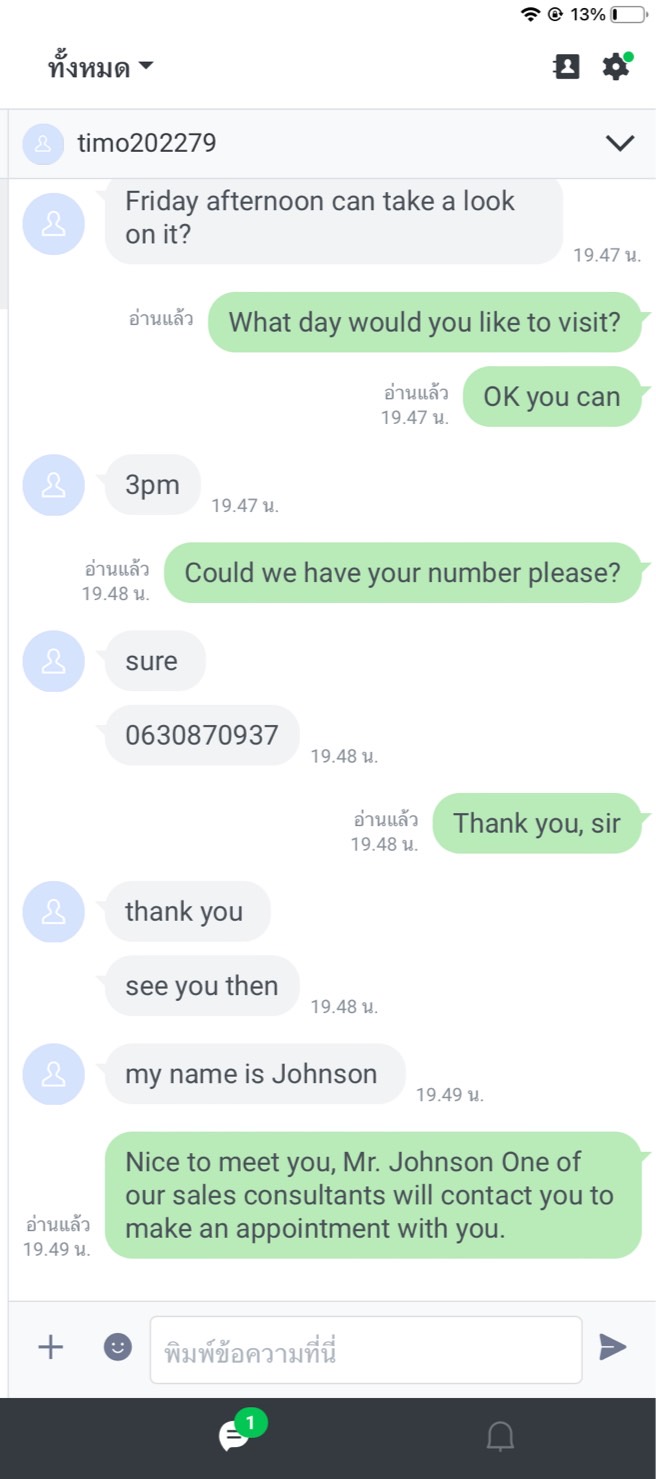 13%
ทั้งหมด
timo202279
Friday afternoon can take a look
on it?
19.47 น.
อ่านแล้ว
What day would you like to visit?
อ่านแล้ว
19.47 น.
OK you can
3pm
19.47 น.
อ่านแล้ว
19.48 น.
Could we have your number please?
sure
0630870937
19.48 น.
อ่านแล้ว
19.48 น.
Thank you, sir
thank you
see you then
19.48 น.
my name is Johnson
19.49 น.
Nice to meet you, Mr. Johnson One of
our sales consultants will contact you to
make an appointment with you.
อ่านแล้ว
19.49 น.
พิมพ์ข้อความที่นี่
1